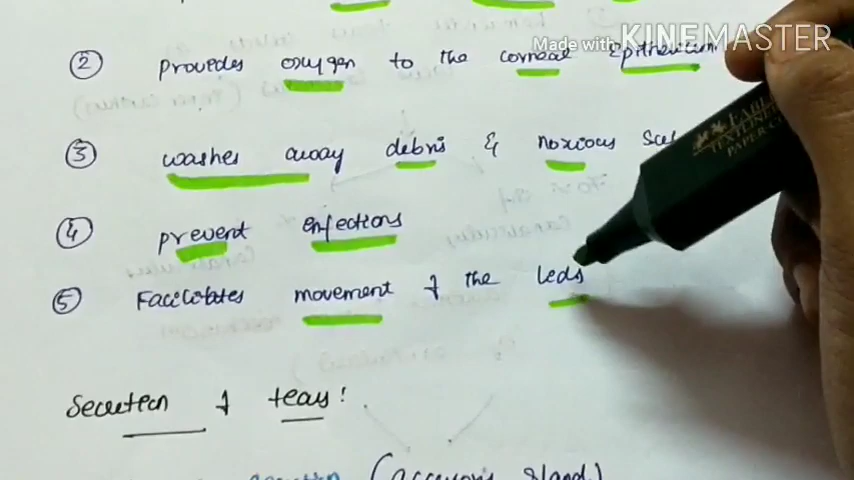 Made with KINEMASTER
② provides oxygen to the corneal Epithelium
③ washes away debris & noxious
④ prevent infections
⑤ Facilitates movement of the lids
Secretion of tears: